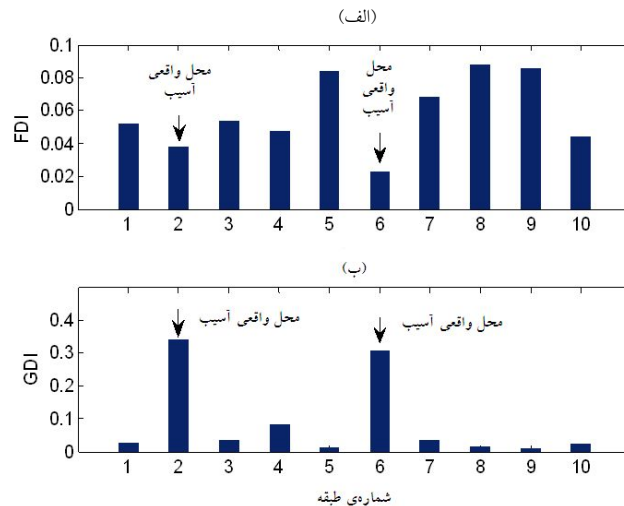 (الف)
0.1
0.08
0.06
0.04
0.02
0
FDI
محل واقعی
آسیب
محل
واقعی
آسیب
1 2 3 4 5 6 7 8 9 10
(ب)
0.4
0.3
0.2
0.1
0
GDI
محل واقعی آسیب
محل واقعی آسیب
1 2 3 4 5 6 7 8 9 10
شماره‌ی طبقه